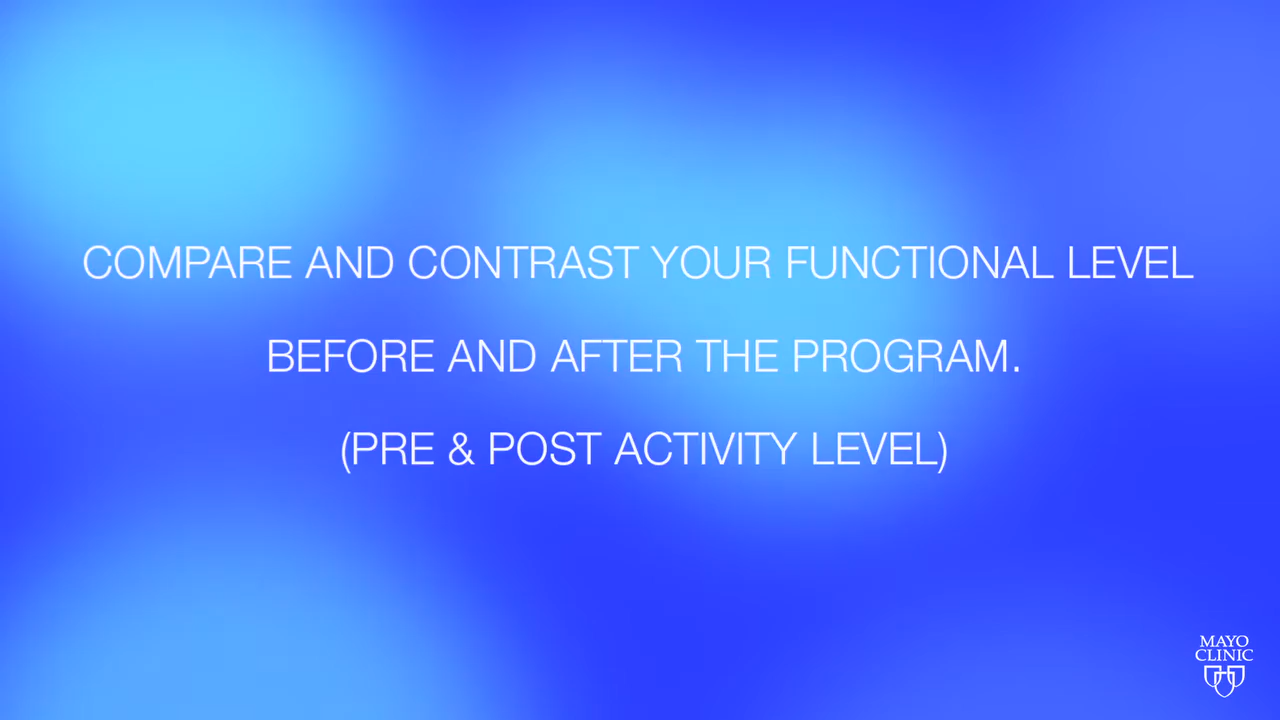 COMPARE AND CONTRAST YOUR FUNCTIONAL LEVEL
BEFORE AND AFTER THE PROGRAM.
(PRE & POST ACTIVITY LEVEL)
MAYO
CLINIC